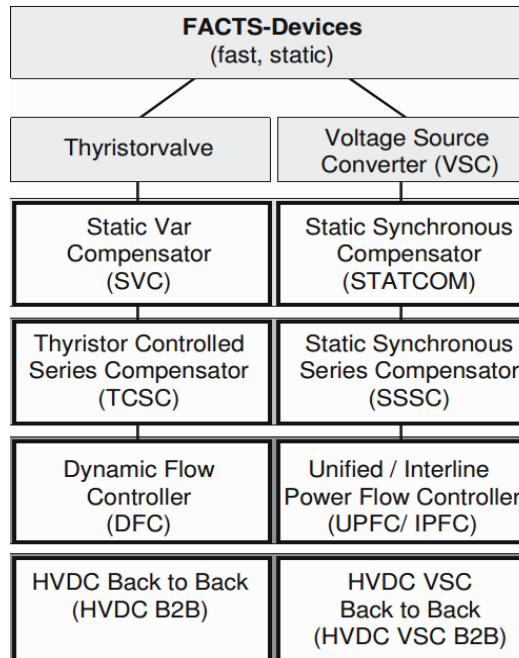 FACTS-Devices
(fast, static)
Thyristorvalve
Voltage Source
Converter (VSC)
Static Var
Compensator
(SVC)
Static Synchronous
Compensator
(STATCOM)
Thyristor Controlled
Series Compensator
(TCSC)
Static Synchronous
Series Compensator
(SSSC)
Dynamic Flow
Controller
(DFC)
Unified / Interline
Power Flow Controller
(UPFC/ IPFC)
HVDC Back to Back
(HVDC B2B)
HVDC VSC
Back to Back
(HVDC VSC B2B)